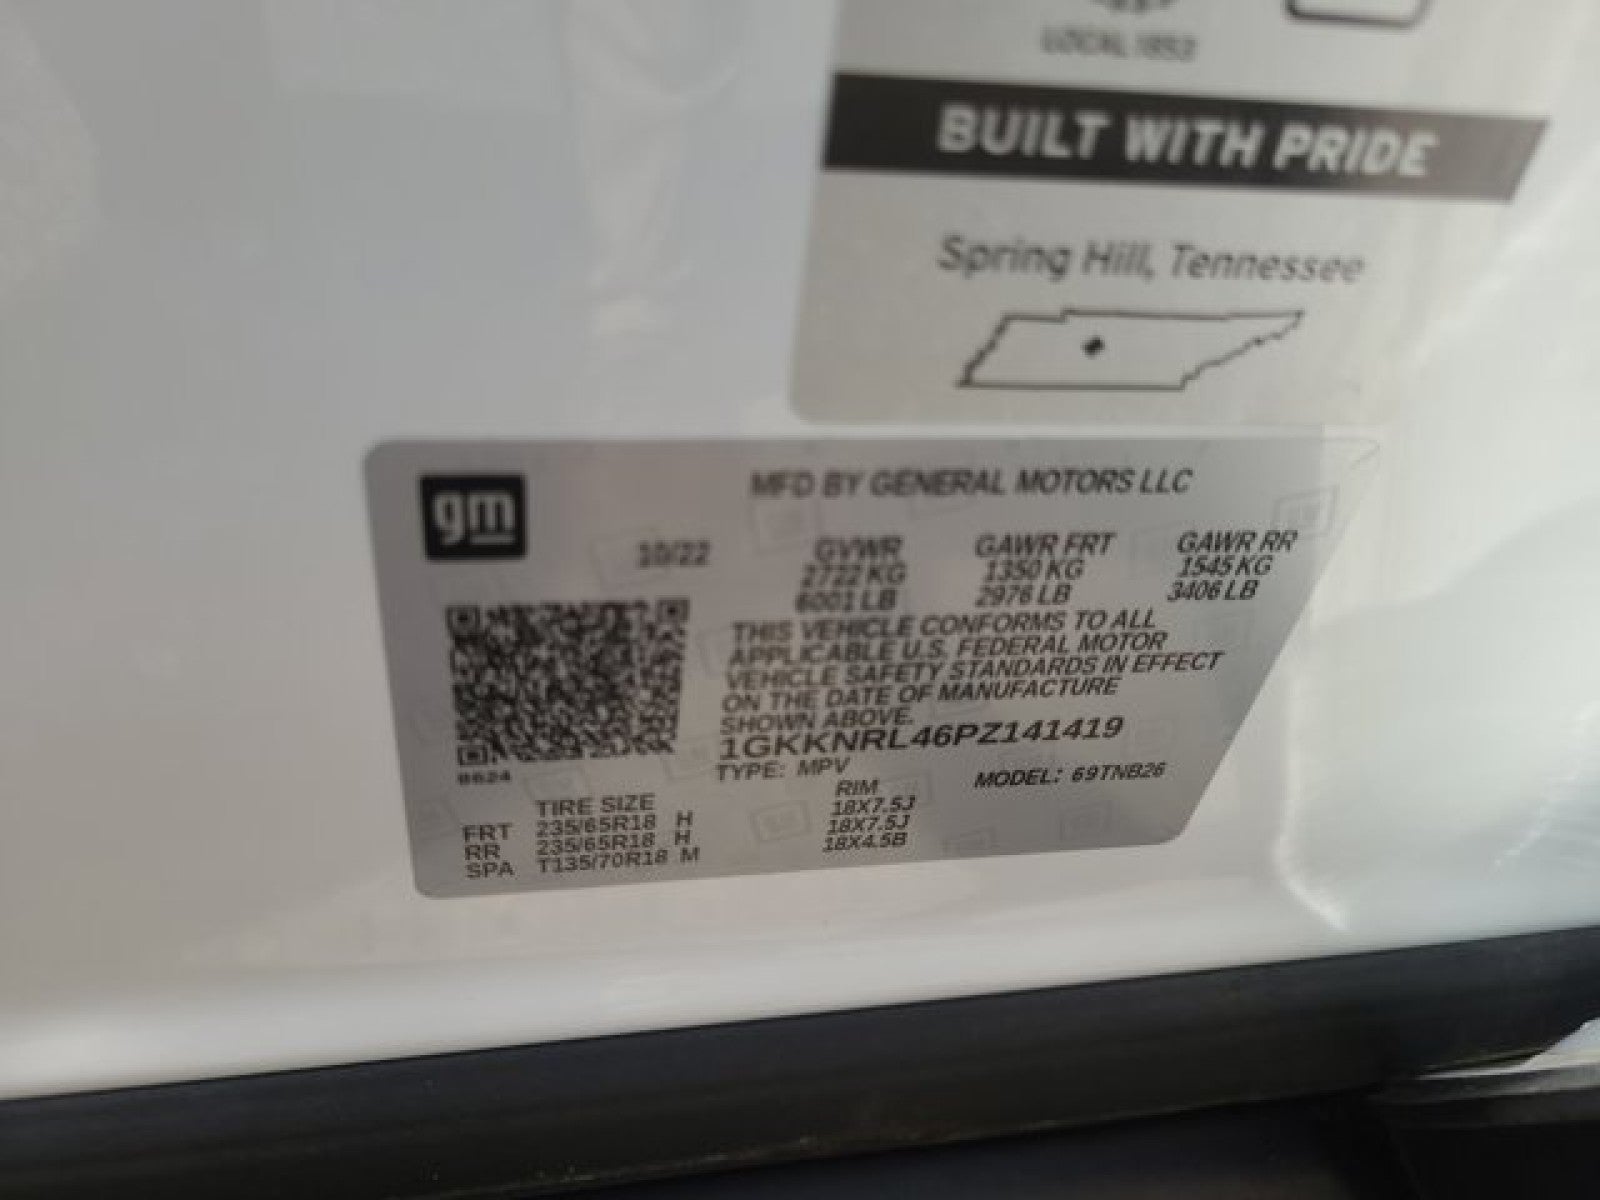 LOCAL 1853
BUILT WITH PRIDE
Spring Hill, Tennessee
gm
MFD BY GENERAL MOTORS LLC
10/22 GVWR GAWR FRT GAWR RR
2722 KG 1350 KG 1545 KG
6001 LB 2976 LB 3406 LB
THIS VEHICLE CONFORMS TO ALL
APPLICABLE U.S. FEDERAL MOTOR
VEHICLE SAFETY STANDARDS IN EFFECT
ON THE DATE OF MANUFACTURE
SHOWN ABOVE.
1GKKNRL46PZ141419
B624
TYPE: MPV MODEL: 69TNB26
TIRE SIZE RIM
FRT 235/65R18 H 18X7.5J
RR 235/65R18 H 18X7.5J
SPA T135/70R18 M 18X4.5B